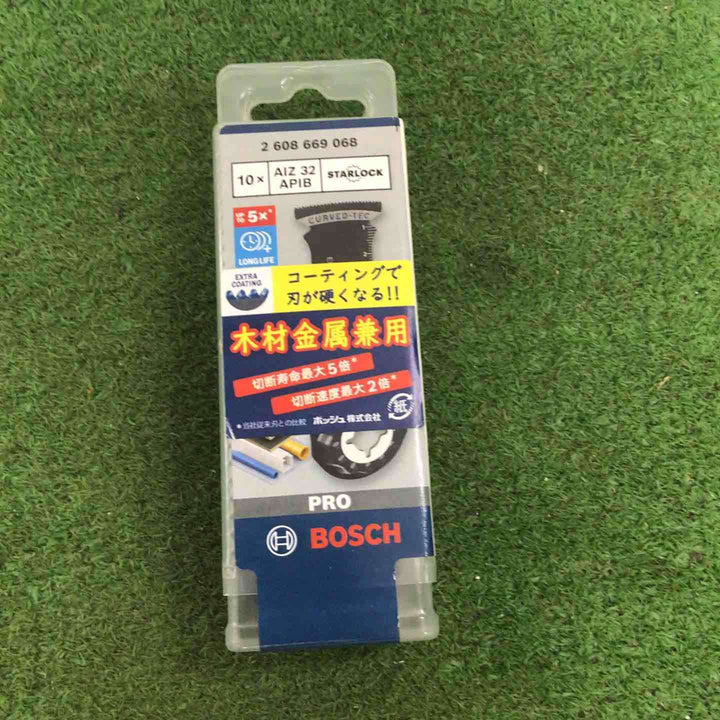 2 608 669 068
10× AIZ 32 APIB STARLOCK
CURVED-TEC
UP TO 5×*
LONG LIFE
EXTRA COATING
コーティングで
刃が硬くなる!!
木材金属兼用
切断寿命最大5倍*
切断速度最大2倍*
*当社従来刃との比較 ボッシュ株式会社 紙
PRO
BOSCH